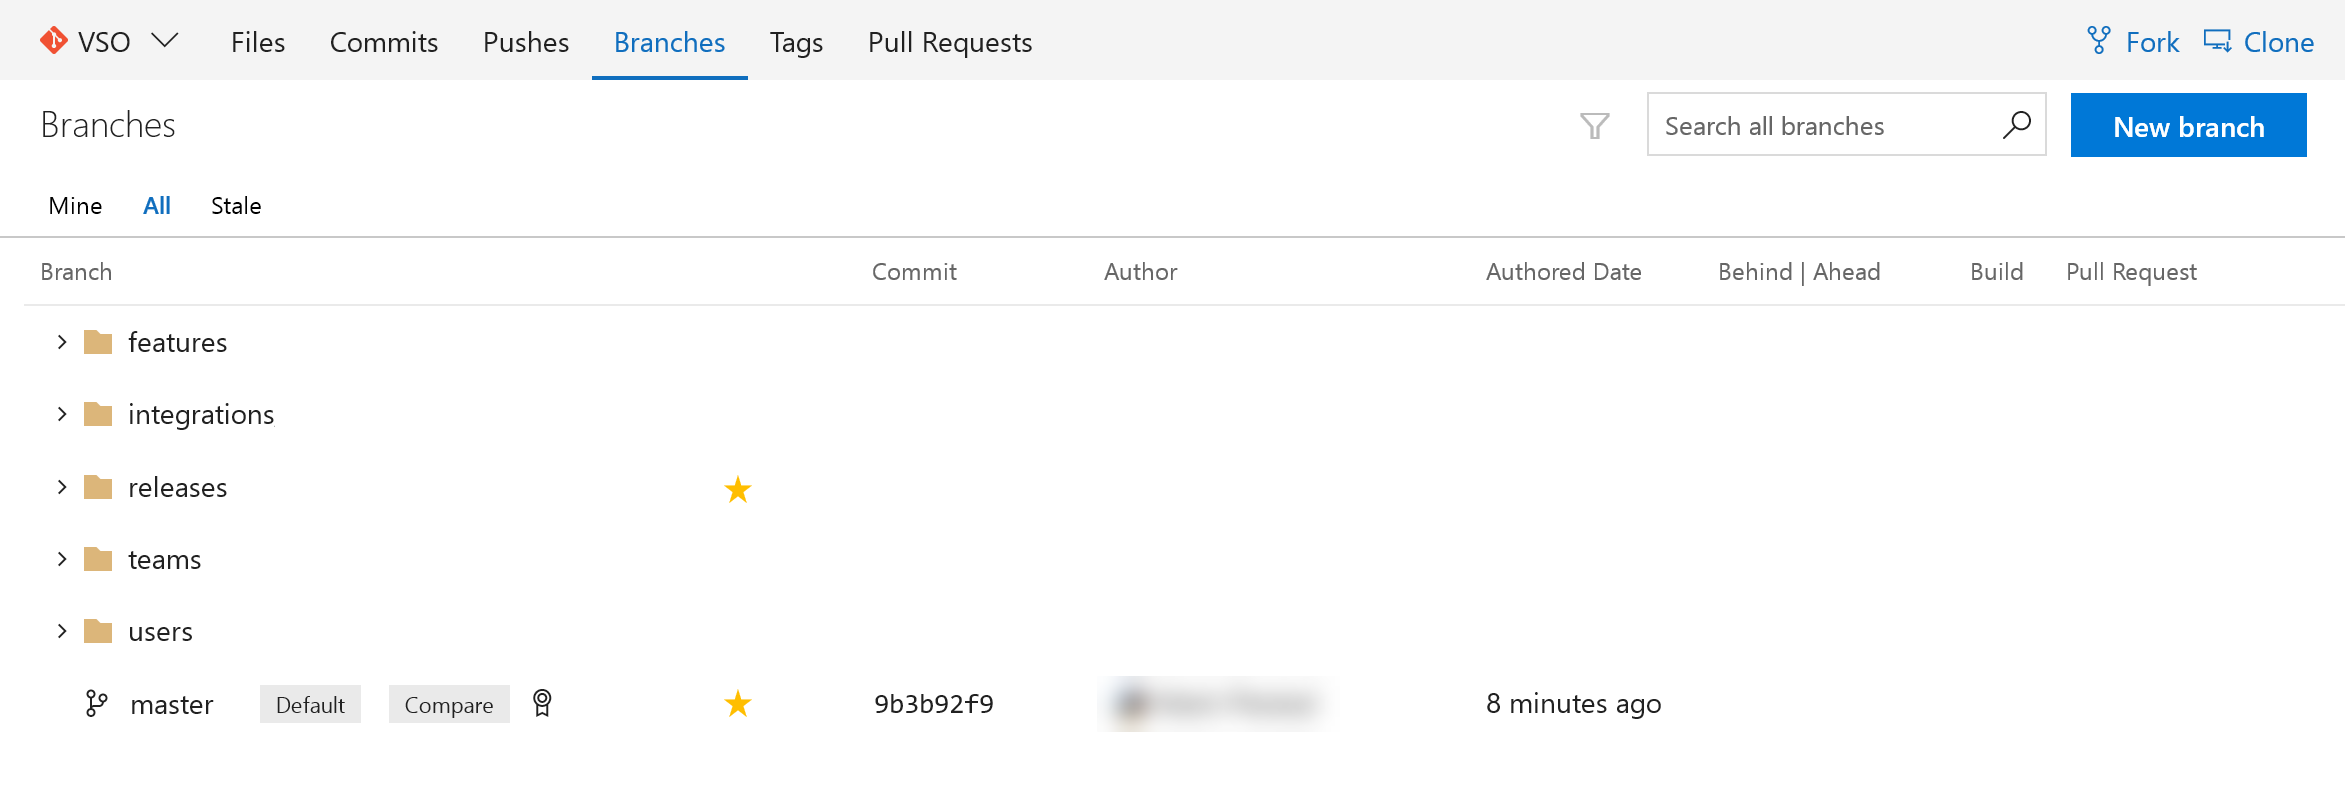 VSO Files Commits Pushes Branches Tags Pull Requests Fork Clone
Branches Search all branches New branch
Mine All Stale
Branch Commit Author Authored Date Behind | Ahead Build Pull Request
features
integrations
releases
teams
users
master Default Compare 9b3b92f9 8 minutes ago